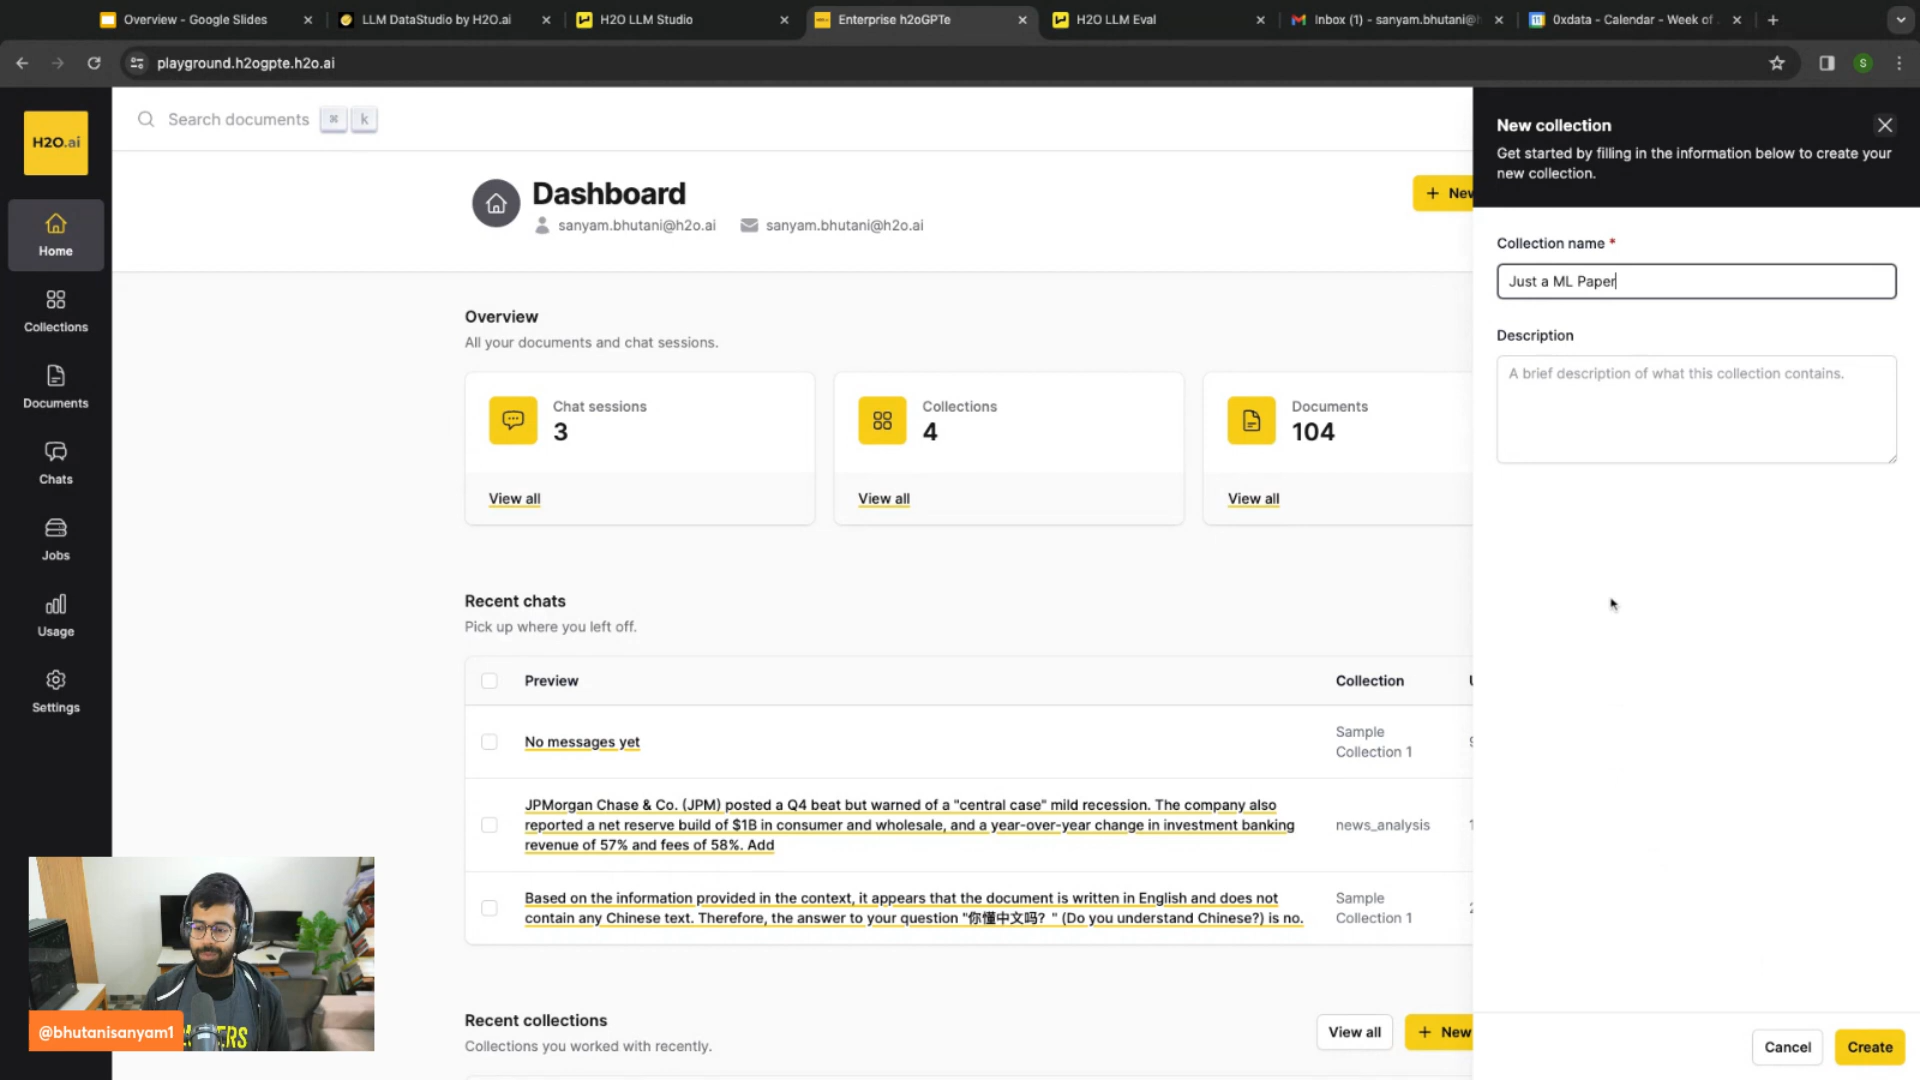 Overview - Google Slides
LLM DataStudio by H2O.ai
H2O LLM Studio
Enterprise h2oGPTe
H2O LLM Eval
Inbox (1) - sanyam.bhutani@h
0xdata - Calendar - Week of
playground.h2ogpte.h2o.ai
S
H2O.ai
Home
Collections
Documents
Chats
Jobs
Usage
Settings
Search documents ⌘ k
Dashboard
sanyam.bhutani@h2o.ai sanyam.bhutani@h2o.ai
+ New
Overview
All your documents and chat sessions.
Chat sessions
3
View all
Collections
4
View all
Documents
104
View all
Recent chats
Pick up where you left off.
Preview Collection
No messages yet
Sample
Collection 1
JPMorgan Chase & Co. (JPM) posted a Q4 beat but warned of a "central case" mild recession. The company also
reported a net reserve build of $1B in consumer and wholesale, and a year-over-year change in investment banking
revenue of 57% and fees of 58%. Add
news_analysis
Based on the information provided in the context, it appears that the document is written in English and does not
contain any Chinese text. Therefore, the answer to your question "你懂中文吗? " (Do you understand Chinese?) is no.
Sample
Collection 1
Recent collections
Collections you worked with recently.
View all
+ New
New collection
Get started by filling in the information below to create your
new collection.
Collection name *
Just a ML Paper
Description
A brief description of what this collection contains.
Cancel
Create
@bhutanisanyam1